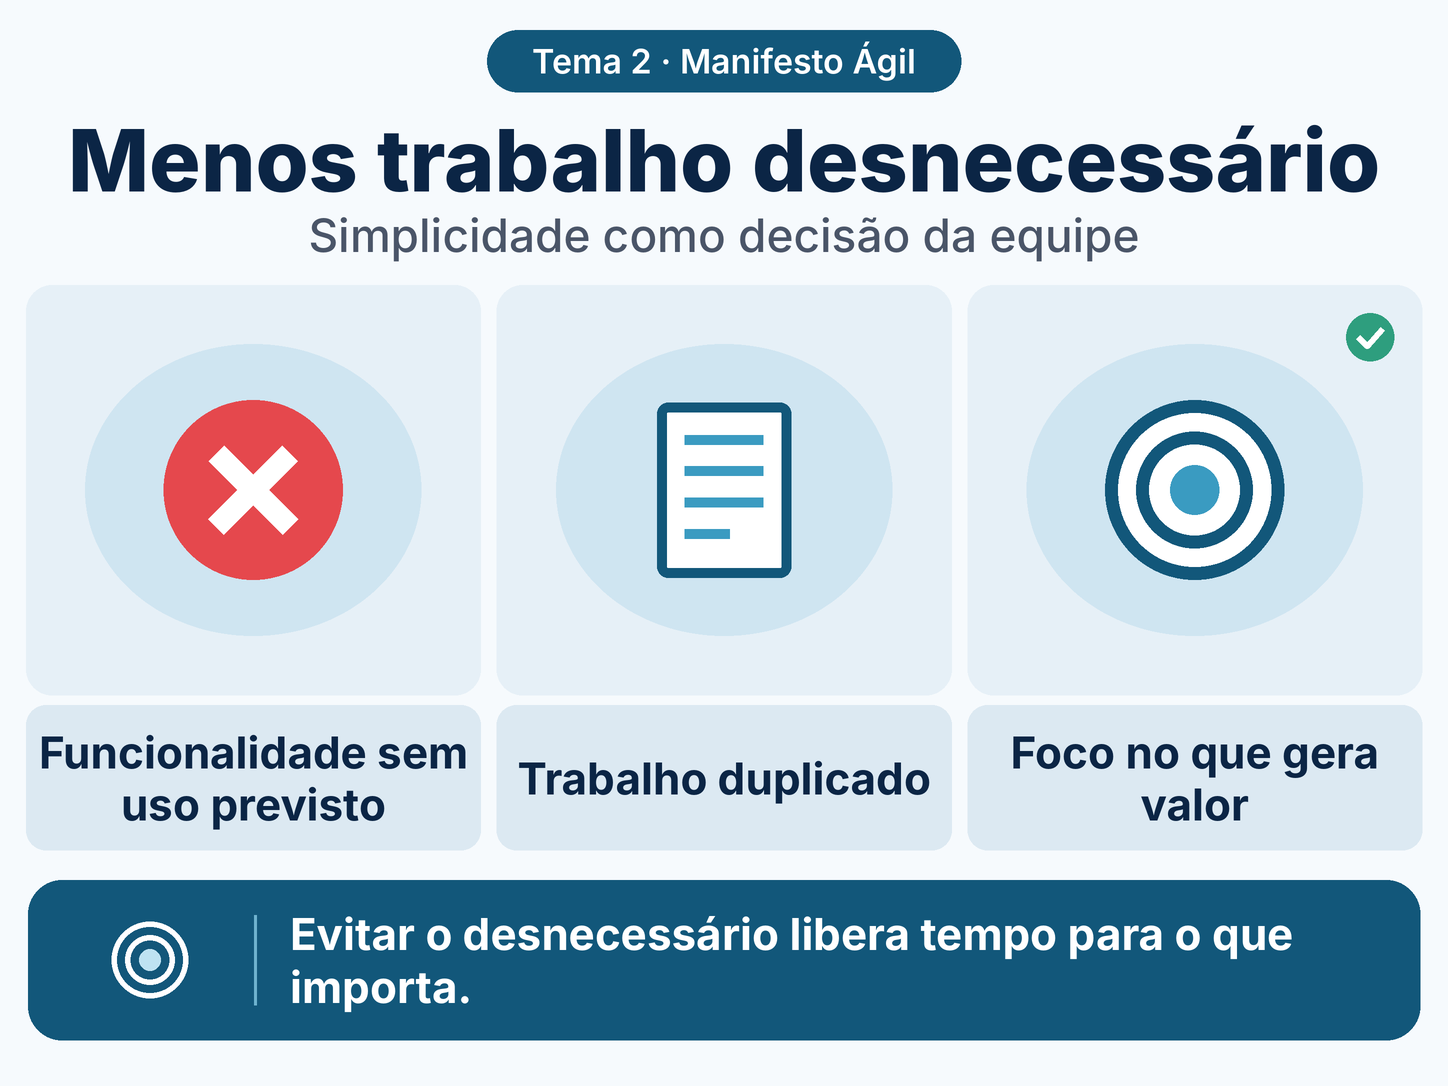 Tema 2 · Manifesto Ágil
Menos trabalho desnecessário
Simplicidade como decisão da equipe
Funcionalidade sem
uso previsto
Trabalho duplicado
Foco no que gera
valor
Evitar o desnecessário libera tempo para o que
importa.